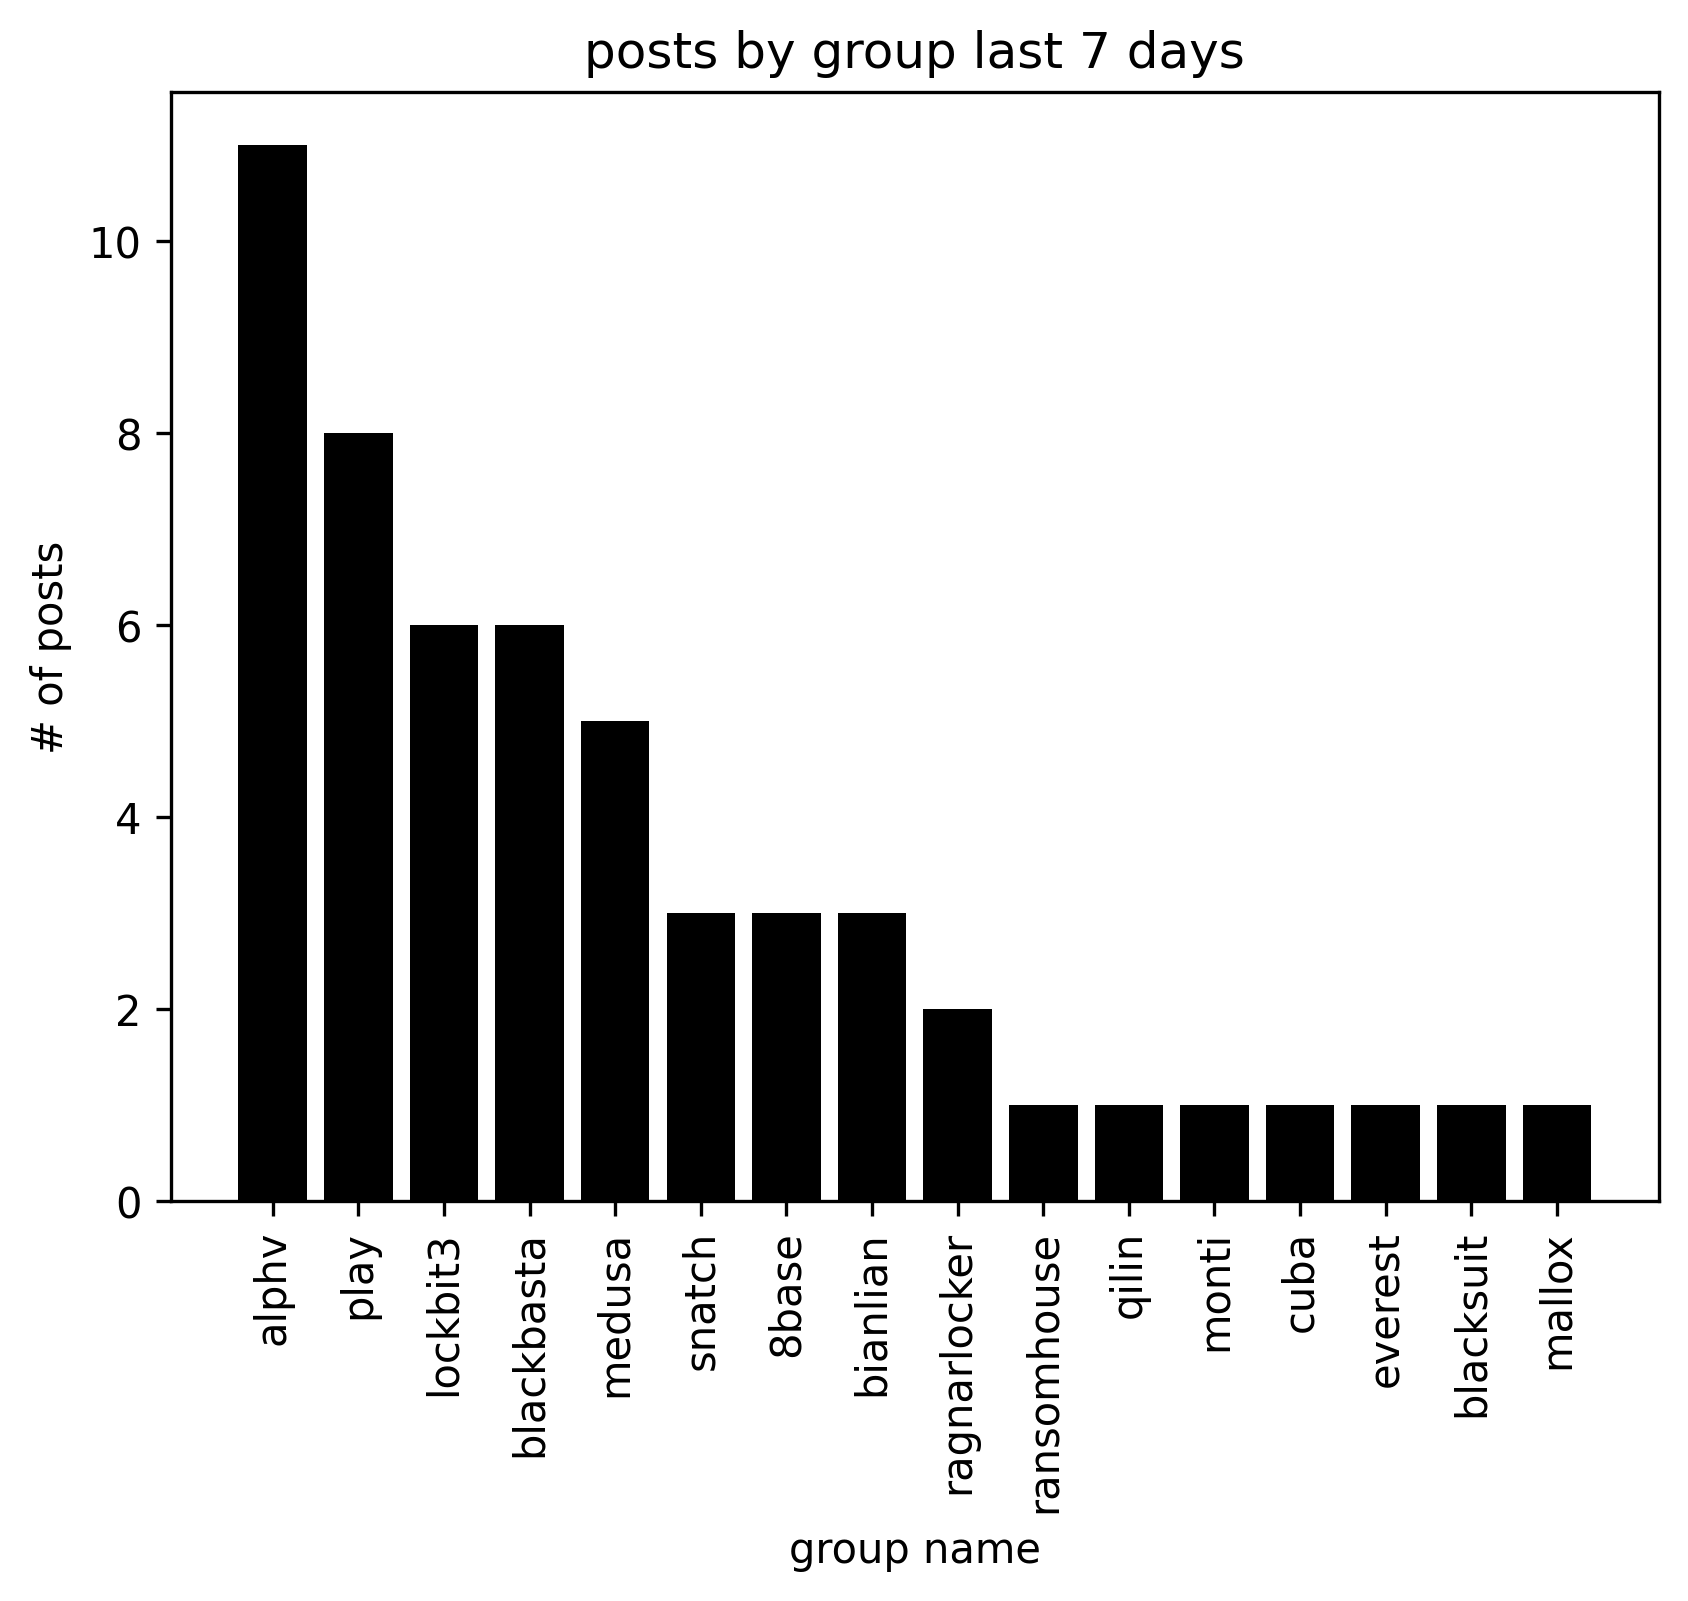 posts by group last 7 days
# of posts
10
8
6
4
2
0
alphv
play
lockbit3
blackbasta
medusa
snatch
8base
bianlian
ragnarlocker
ransomhouse
qilin
monti
cuba
everest
blacksuit
mallox
group name